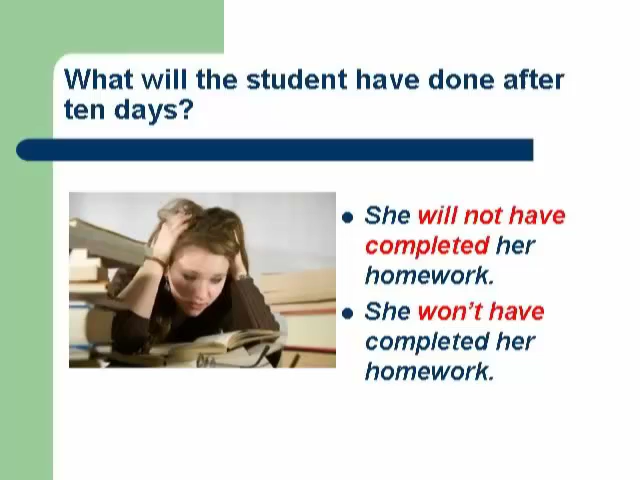 What will the student have done after
ten days?
She will not have
completed her
homework.
She won't have
completed her
homework.